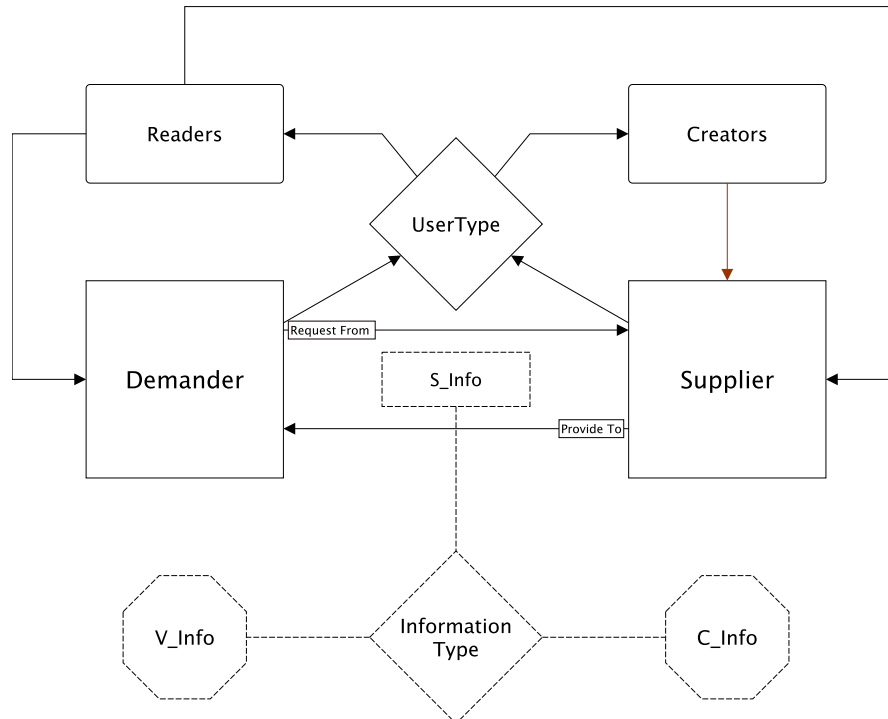 Readers
Creators
UserType
Request From
Demander
S_Info
Supplier
Provide To
V_Info
Information
Type
C_Info